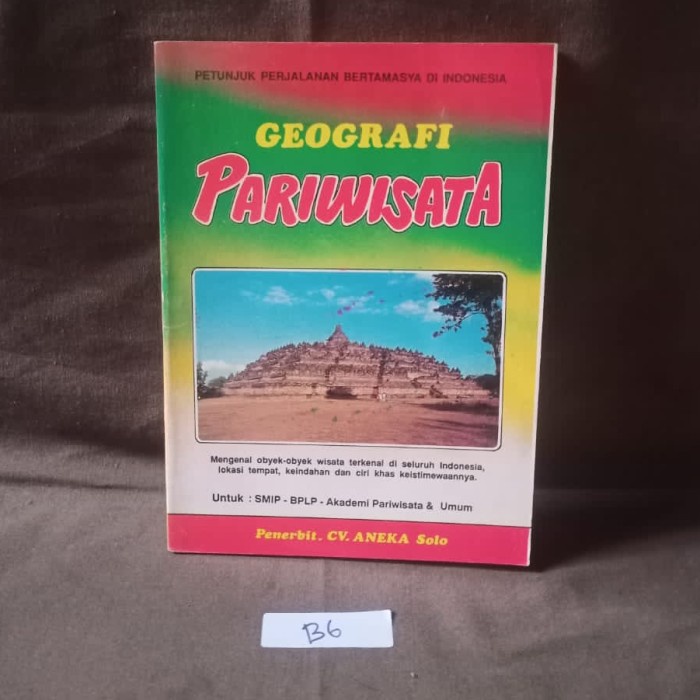 PETUNJUK PERJALANAN BERTAMASYA DI INDONESIA
GEOGRAFI
PARIWISATA
Mengenal obyek-obyek wisata terkenal di seluruh Indonesia,
lokasi tempat, keindahan dan ciri khas keistimewaannya.
Untuk : SMIP - BPLP - Akademi Pariwisata & Umum
Penerbit. CV. ANEKA Solo
B6